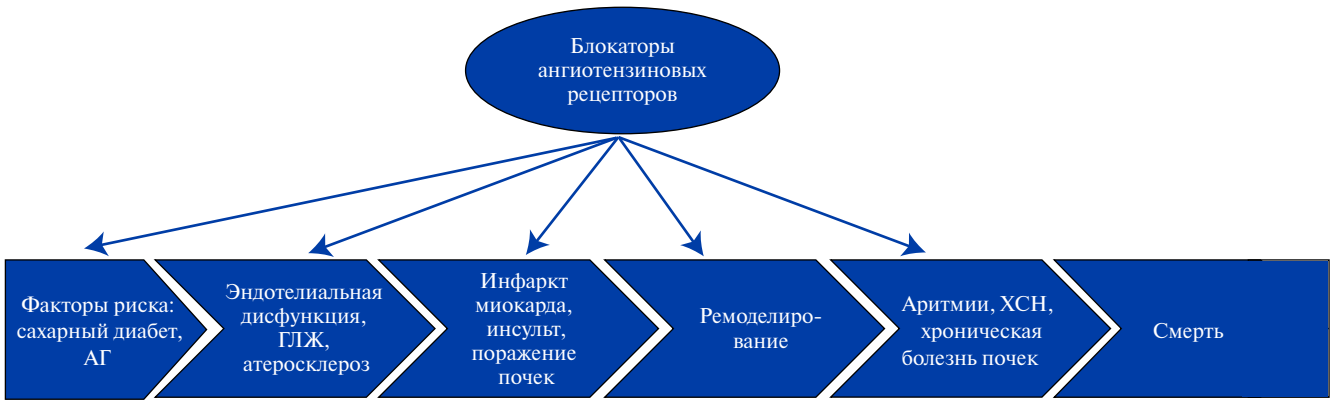 Блокаторы
ангиотензиновых
рецепторов
Факторы риска:
сахарный диабет,
АГ
Эндотелиальная
дисфункция,
ГЛЖ,
атеросклероз
Инфаркт
миокарда,
инсульт,
поражение
почек
Ремоделиро-
вание
Аритмии, ХСН,
хроническая
болезнь почек
Смерть